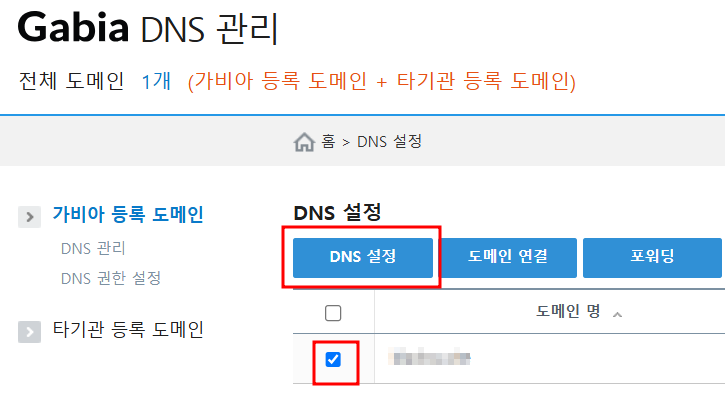 Gabia DNS 관리
전체 도메인 1개 (가비아 등록 도메인 + 타기관 등록 도메인)
홈 > DNS 설정
가비아 등록 도메인
DNS 관리
DNS 권한 설정
타기관 등록 도메인
DNS 설정
DNS 설정 도메인 연결 포워딩
도메인 명